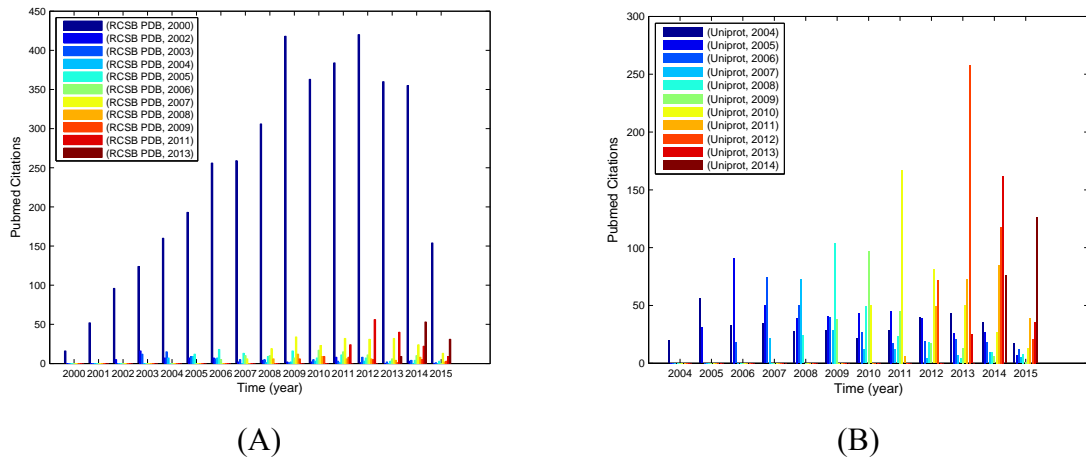 450
400
350
300
250
200
150
100
50
0
Pubmed Citations
(RCSB PDB, 2000)
(RCSB PDB, 2002)
(RCSB PDB, 2003)
(RCSB PDB, 2004)
(RCSB PDB, 2005)
(RCSB PDB, 2006)
(RCSB PDB, 2007)
(RCSB PDB, 2008)
(RCSB PDB, 2009)
(RCSB PDB, 2011)
(RCSB PDB, 2013)
2000 2001 2002 2003 2004 2005 2006 2007 2008 2009 2010 2011 2012 2013 2014 2015
Time (year)
(A)
300
250
200
150
100
50
0
Pubmed Citations
(Uniprot, 2004)
(Uniprot, 2005)
(Uniprot, 2006)
(Uniprot, 2007)
(Uniprot, 2008)
(Uniprot, 2009)
(Uniprot, 2010)
(Uniprot, 2011)
(Uniprot, 2012)
(Uniprot, 2013)
(Uniprot, 2014)
2004 2005 2006 2007 2008 2009 2010 2011 2012 2013 2014 2015
Time (year)
(B)